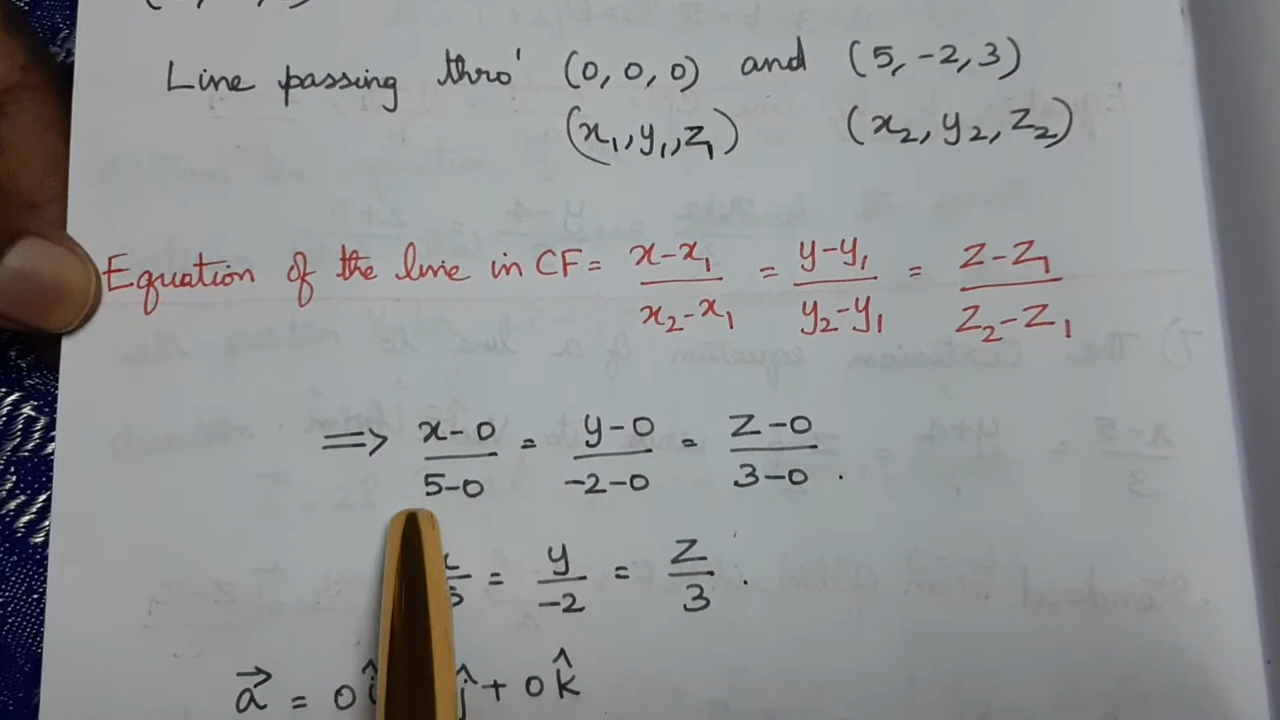 Line passing thro' (0, 0, 0) and (5, -2, 3)
(x₁, y₁, z₁) (x₂, y₂, z₂)
Equation of the line in CF = (x-x₁)/(x₂-x₁) = (y-y₁)/(y₂-y₁) = (z-z₁)/(z₂-z₁)
⇒ (x-0)/(5-0) = (y-0)/(-2-0) = (z-0)/(3-0) .
= y/-2 = z/3 .
a⃗ = 0î ĵ + 0k̂